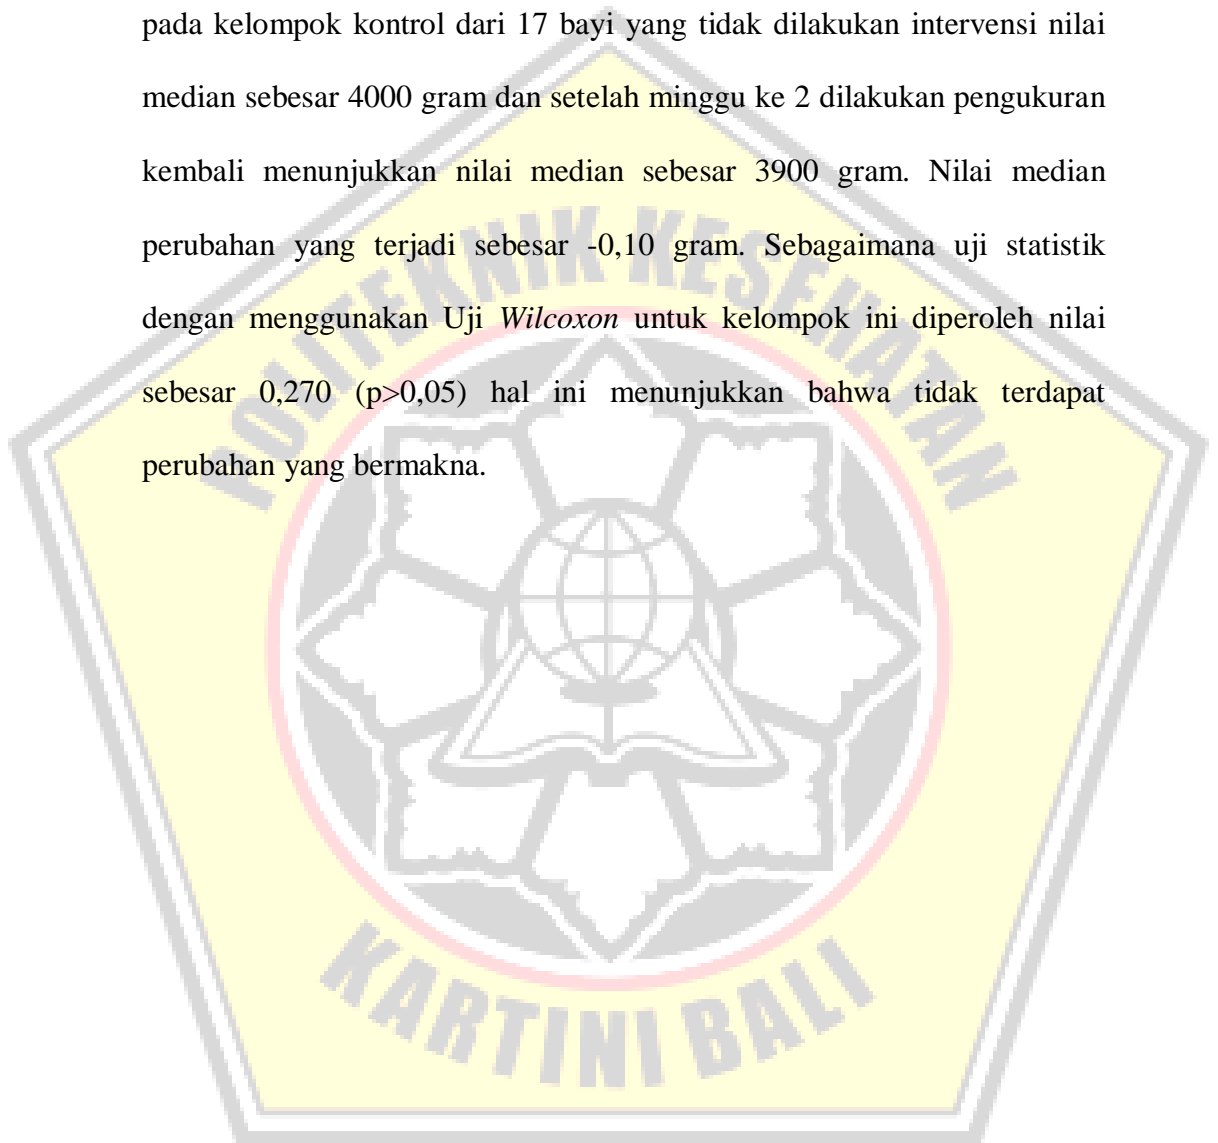 pada kelompok kontrol dari 17 bayi yang tidak dilakukan intervensi nilai
median sebesar 4000 gram dan setelah minggu ke 2 dilakukan pengukuran
kembali menunjukkan nilai median sebesar 3900 gram. Nilai median
perubahan yang terjadi sebesar -0,10 gram. Sebagaimana uji statistik
dengan menggunakan Uji Wilcoxon untuk kelompok ini diperoleh nilai
sebesar 0,270 (p>0,05) hal ini menunjukkan bahwa tidak terdapat
perubahan yang bermakna.
POLITEKNIK KESEHATAN
KARTINI BALI